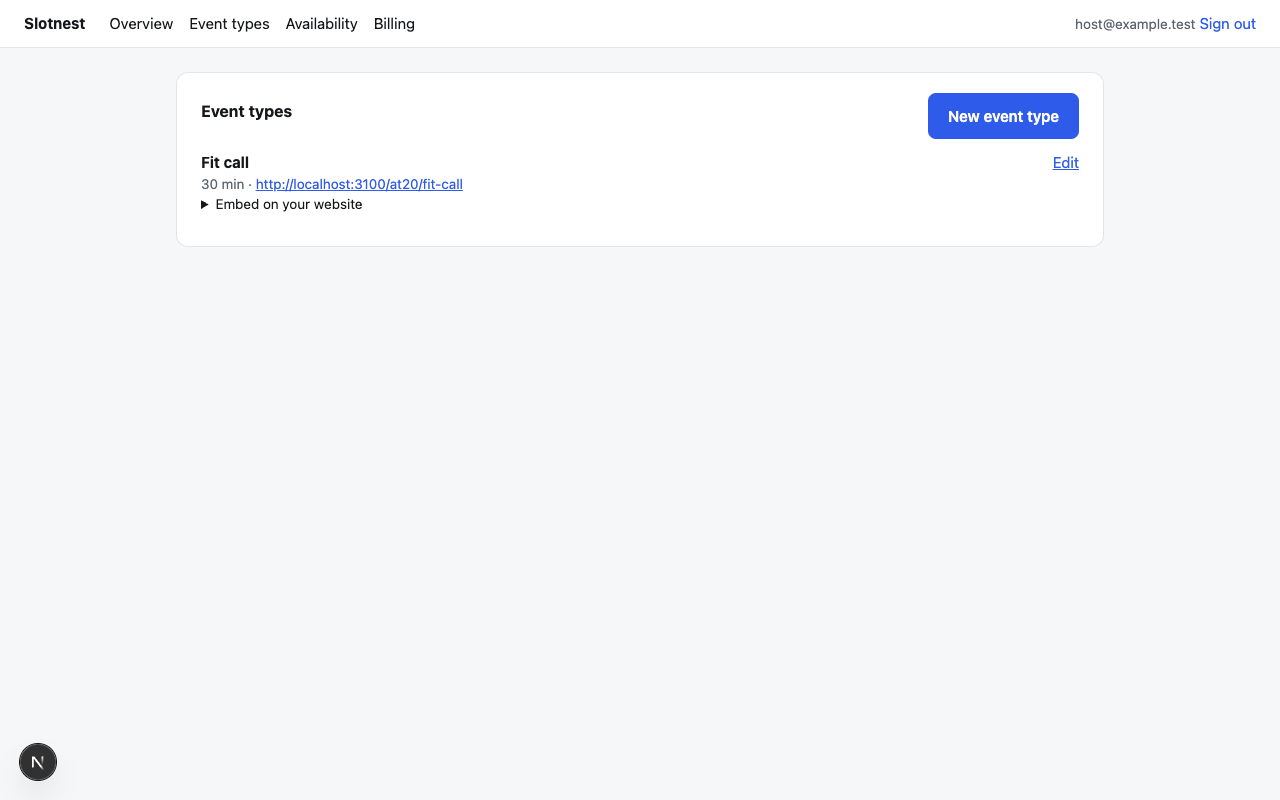 Slotnest Overview Event types Availability Billing host@example.test Sign out
Event types New event type
Fit call Edit
30 min · http://localhost:3100/at20/fit-call
Embed on your website
N